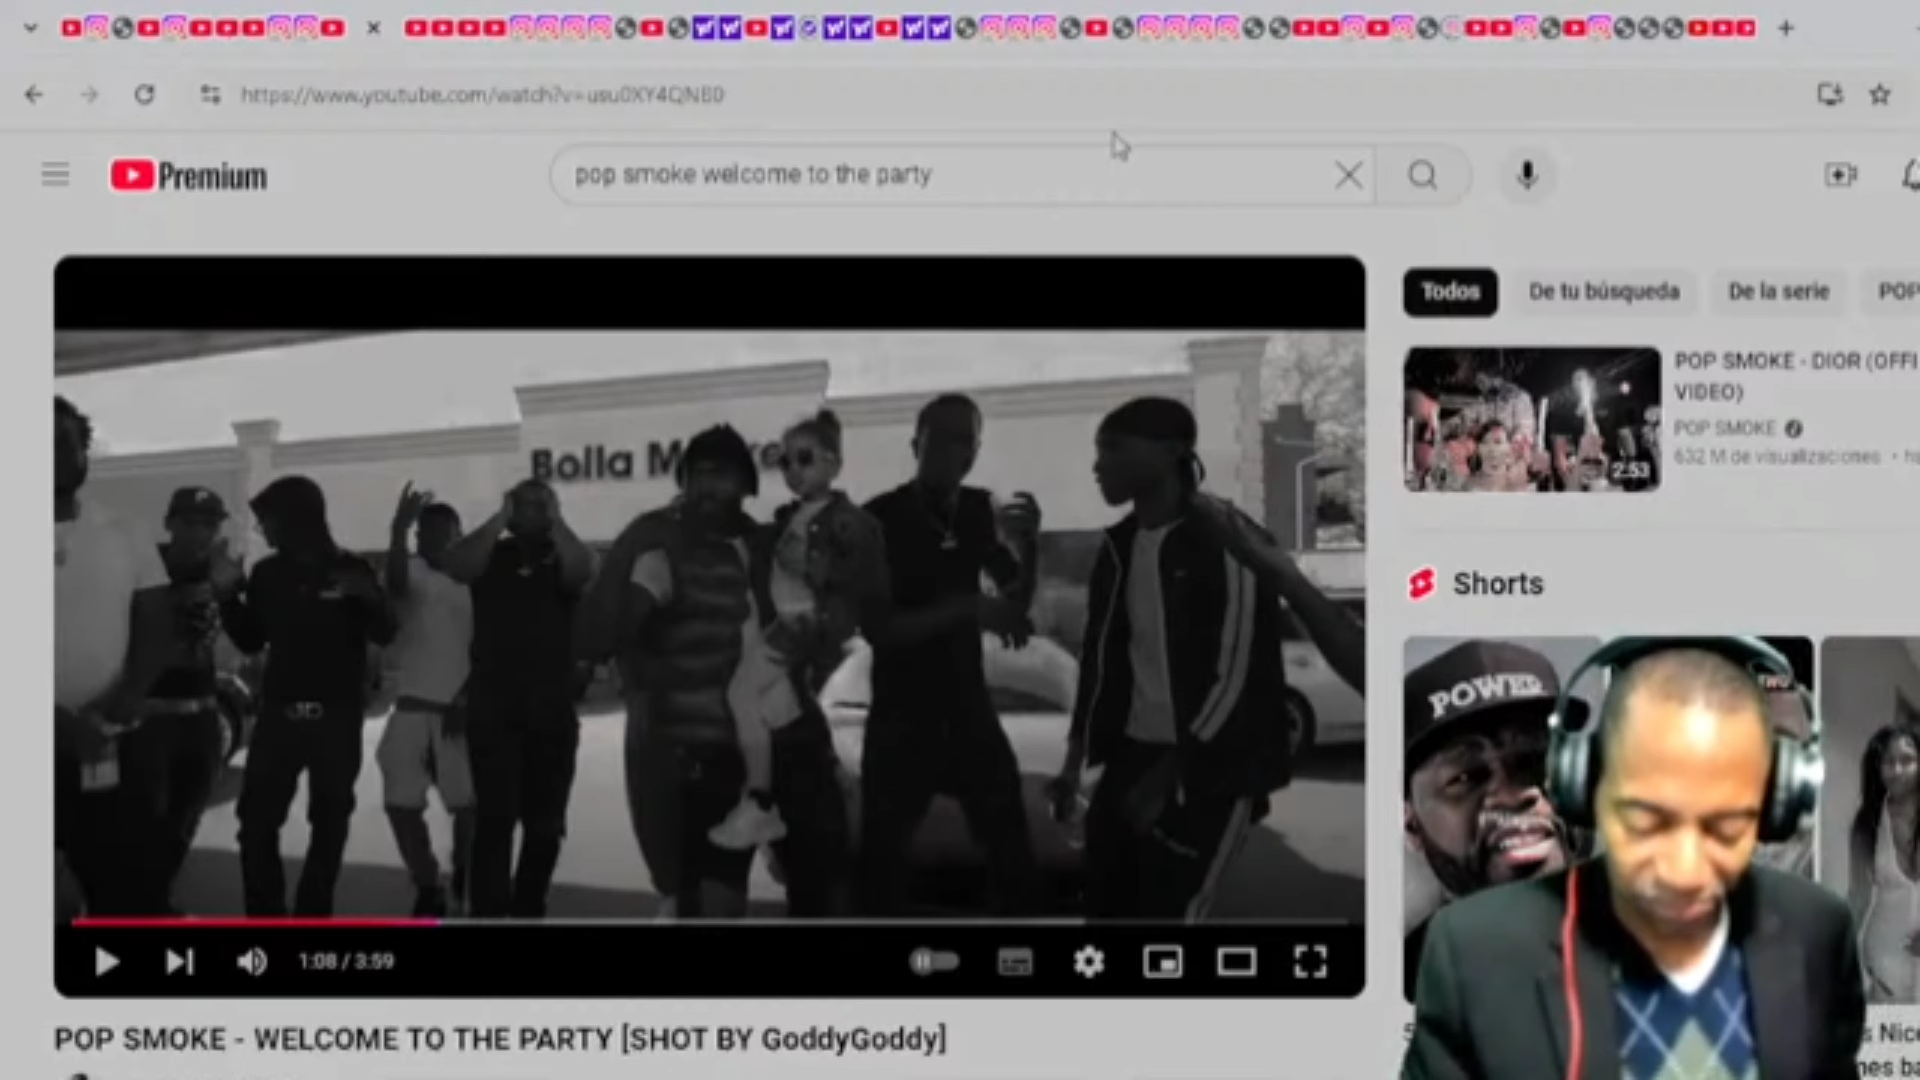 https://www.youtube.com/watch?v=usu0XY4QNB0
Premium
pop smoke welcome to the party
Todos
De tu búsqueda
De la serie
POP
Bolla M
POP SMOKE - DIOR (OFFI
VIDEO)
POP SMOKE
632 M de visualizaciones
2:53
Shorts
POWER
1:08 / 3:59
POP SMOKE - WELCOME TO THE PARTY [SHOT BY GoddyGoddy]